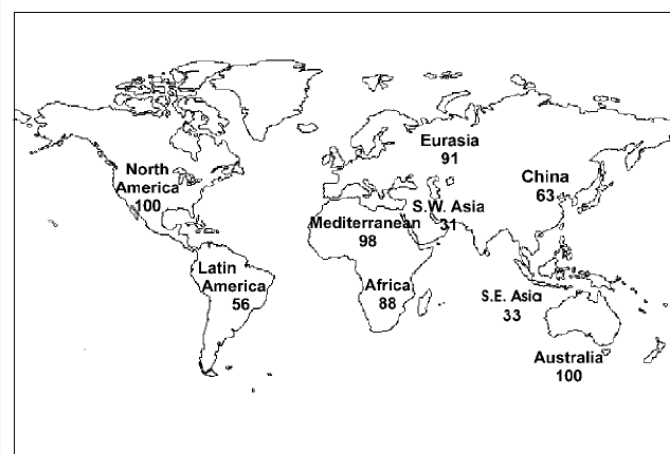 Eurasia
91
North
America
100
China
63
S.W. Asia
31
Mediterranean
98
Latin
America
56
Africa
88
S.E. Asia
33
Australia
100